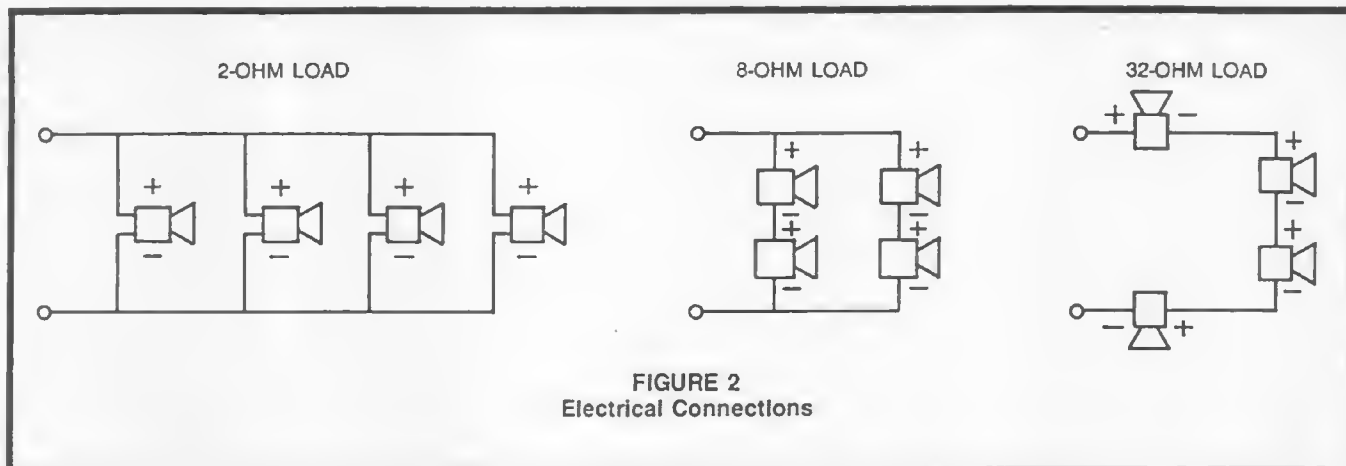 2-OHM LOAD
8-OHM LOAD
32-OHM LOAD
+ -
+ + + +
- - - -
+ +
- -
+ +
- -
+
-
+
-
- +
FIGURE 2
Electrical Connections